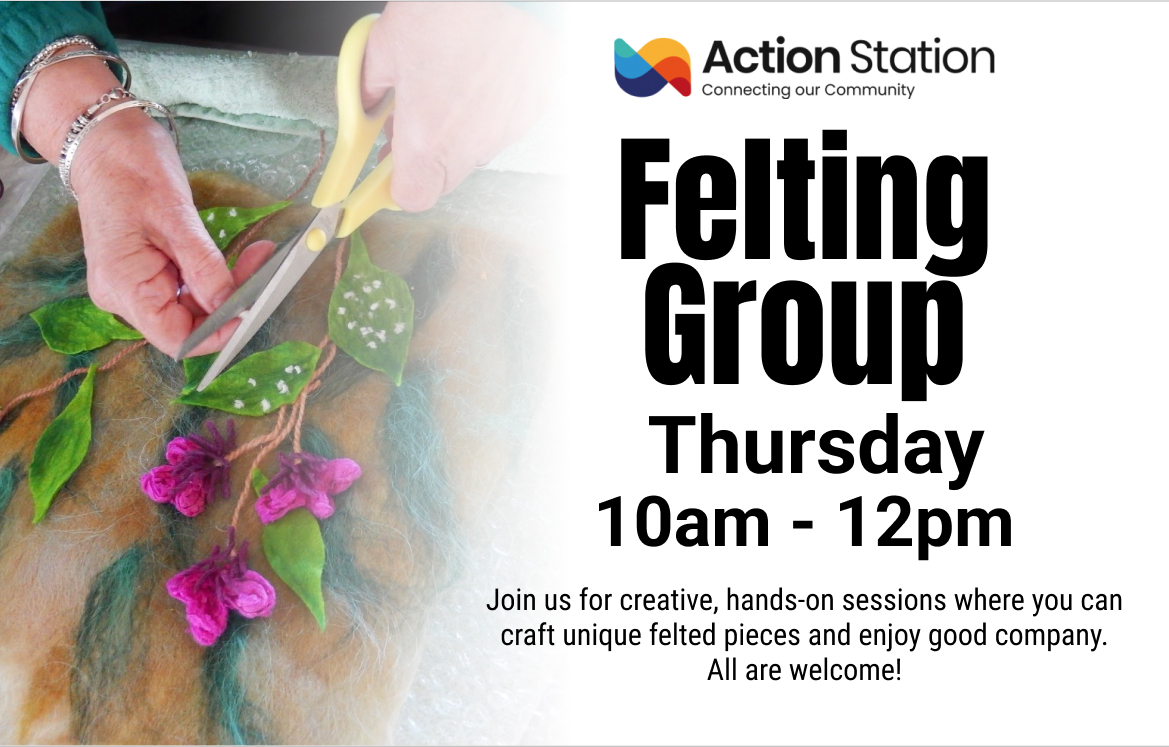 Action Station
Connecting our Community
Felting
Group
Thursday
10am - 12pm
Join us for creative, hands-on sessions where you can
craft unique felted pieces and enjoy good company.
All are welcome!